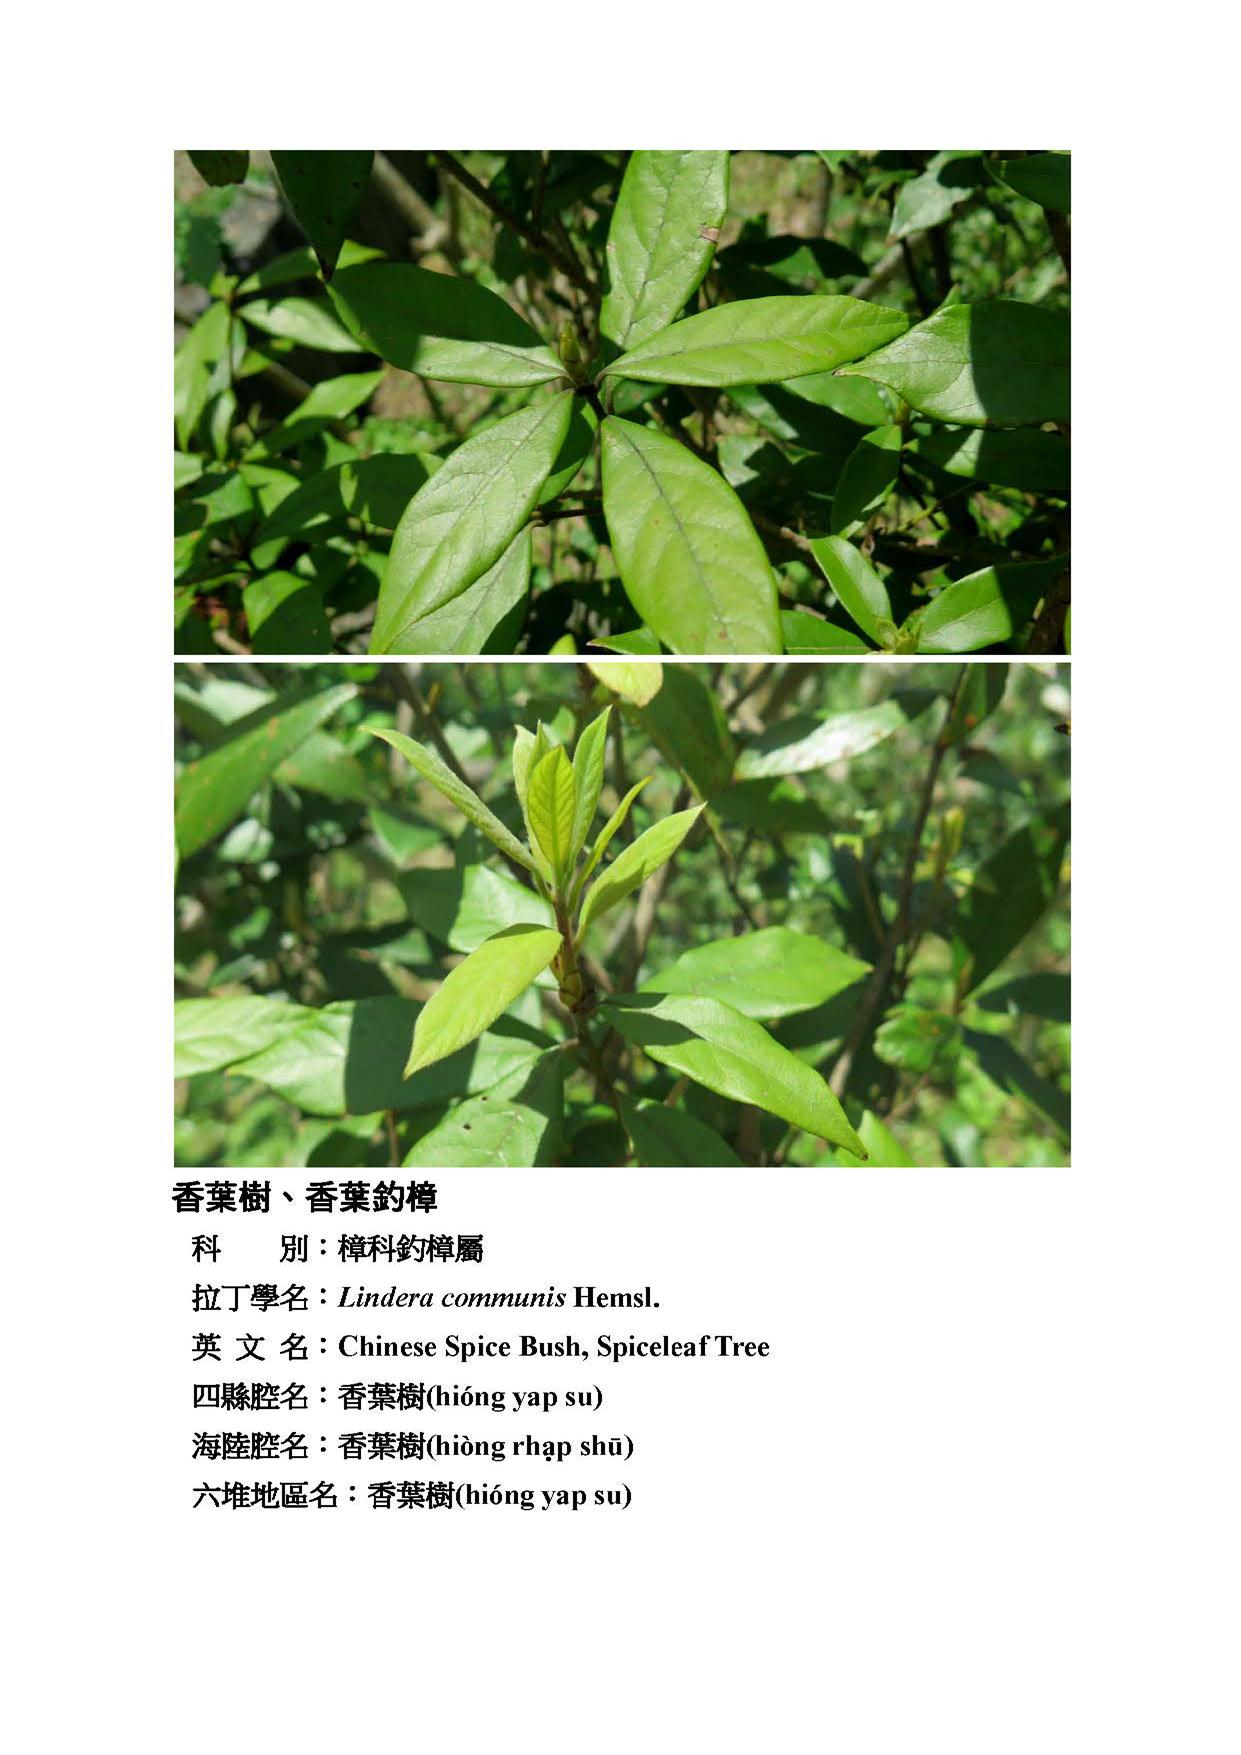 香葉樹、香葉釣樟
科　　別：樟科釣樟屬
拉丁學名：Lindera communis Hemsl.
英 文 名：Chinese Spice Bush, Spiceleaf Tree
四縣腔名：香葉樹(hióng yap su)
海陸腔名：香葉樹(hiòng rha̤p shū)
六堆地區名：香葉樹(hióng yap su)